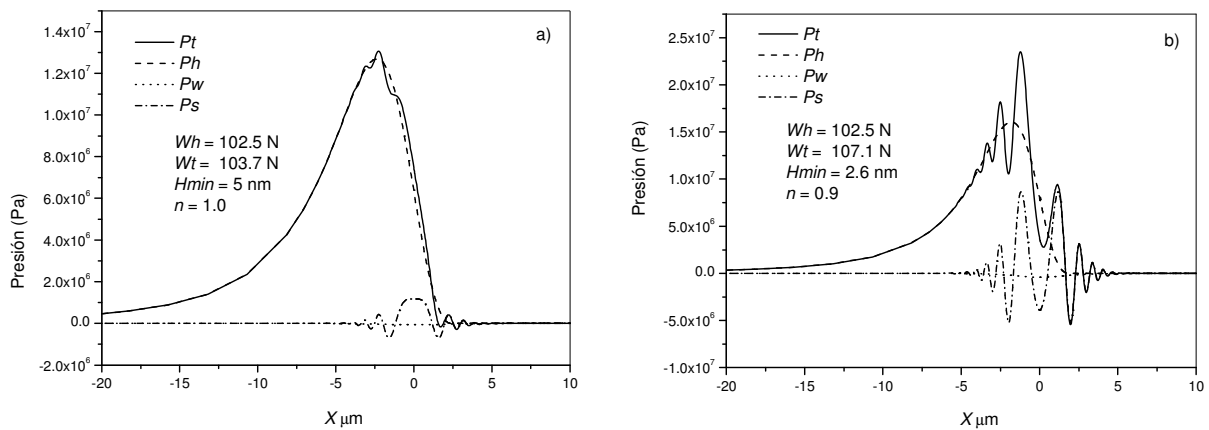 a)
Pt
Ph
Pw
Ps
Wh = 102.5 N
Wt = 103.7 N
Hmin = 5 nm
n = 1.0
Presión (Pa)
1.4x10⁷
1.2x10⁷
1.0x10⁷
8.0x10⁶
6.0x10⁶
4.0x10⁶
2.0x10⁶
0.0
-2.0x10⁶
-20 -15 -10 -5 0 5 10
X μm
b)
Pt
Ph
Pw
Ps
Wh = 102.5 N
Wt = 107.1 N
Hmin = 2.6 nm
n = 0.9
Presión (Pa)
2.5x10⁷
2.0x10⁷
1.5x10⁷
1.0x10⁷
5.0x10⁶
0.0
-5.0x10⁶
-1.0x10⁷
-20 -15 -10 -5 0 5 10
X μm